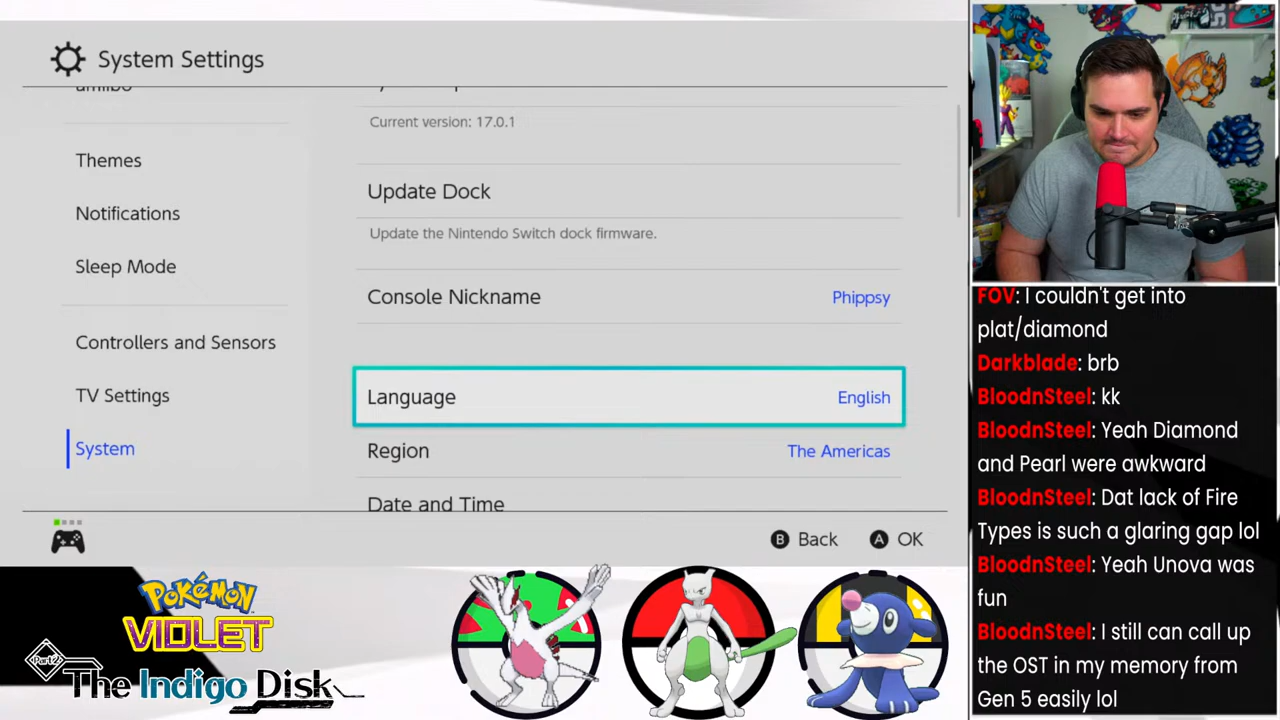 System Settings
amiibo
Themes
Notifications
Sleep Mode
Controllers and Sensors
TV Settings
System
Current version: 17.0.1
Update Dock
Update the Nintendo Switch dock firmware.
Console Nickname Phippsy
Language English
Region The Americas
Date and Time
B Back A OK
FOV: I couldn't get into
plat/diamond
Darkblade: brb
BloodnSteel: kk
BloodnSteel: Yeah Diamond
and Pearl were awkward
BloodnSteel: Dat lack of Fire
Types is such a glaring gap lol
BloodnSteel: Yeah Unova was
fun
BloodnSteel: I still can call up
the OST in my memory from
Gen 5 easily lol
POKéMON
VIOLET
Part 2
The Indigo Disk